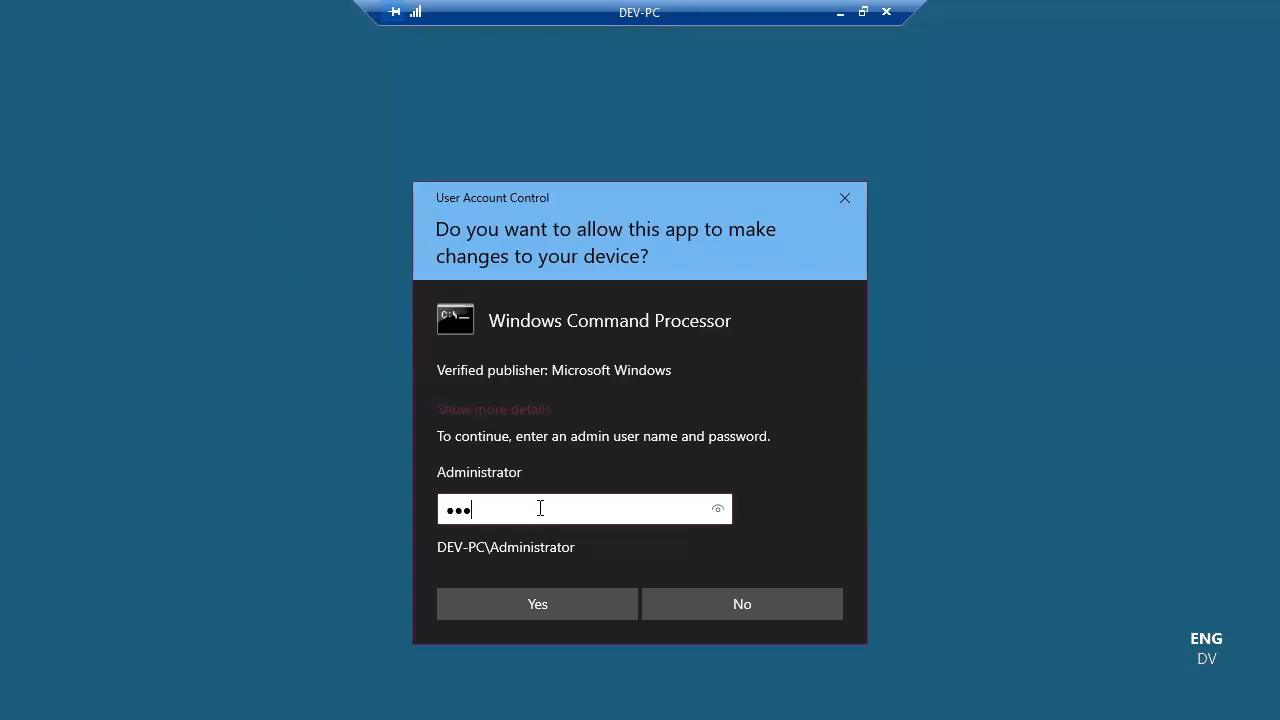 DEV-PC
User Account Control
Do you want to allow this app to make
changes to your device?
C:\_
Windows Command Processor
Verified publisher: Microsoft Windows
Show more details
To continue, enter an admin user name and password.
Administrator
●●●
DEV-PC\Administrator
Yes
No
ENG
DV